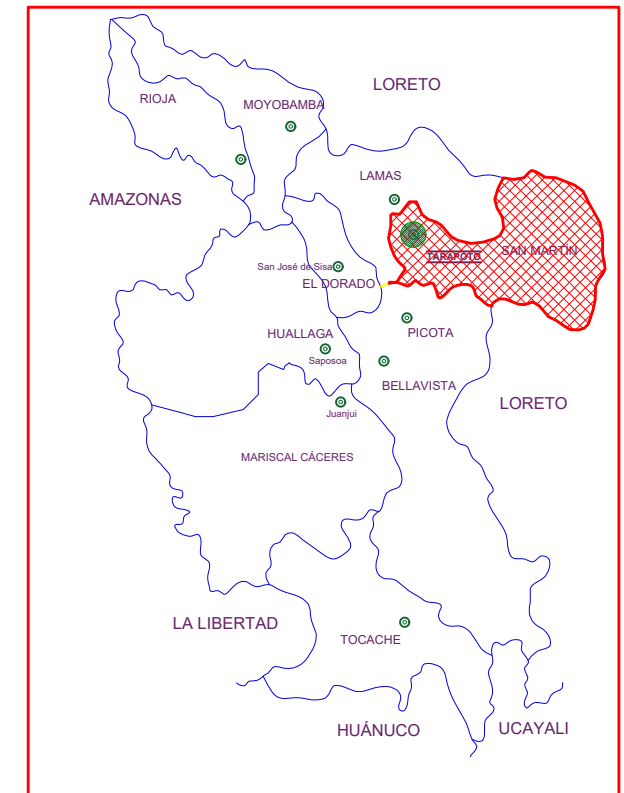 LORETO
RIOJA
MOYOBAMBA
LAMAS
AMAZONAS
SAN MARTÍN
TARAPOTO
San José de Sisa
EL DORADO
HUALLAGA
PICOTA
Saposoa
BELLAVISTA
LORETO
Juanjui
MARISCAL CÁCERES
LA LIBERTAD
TOCACHE
HUÁNUCO
UCAYALI